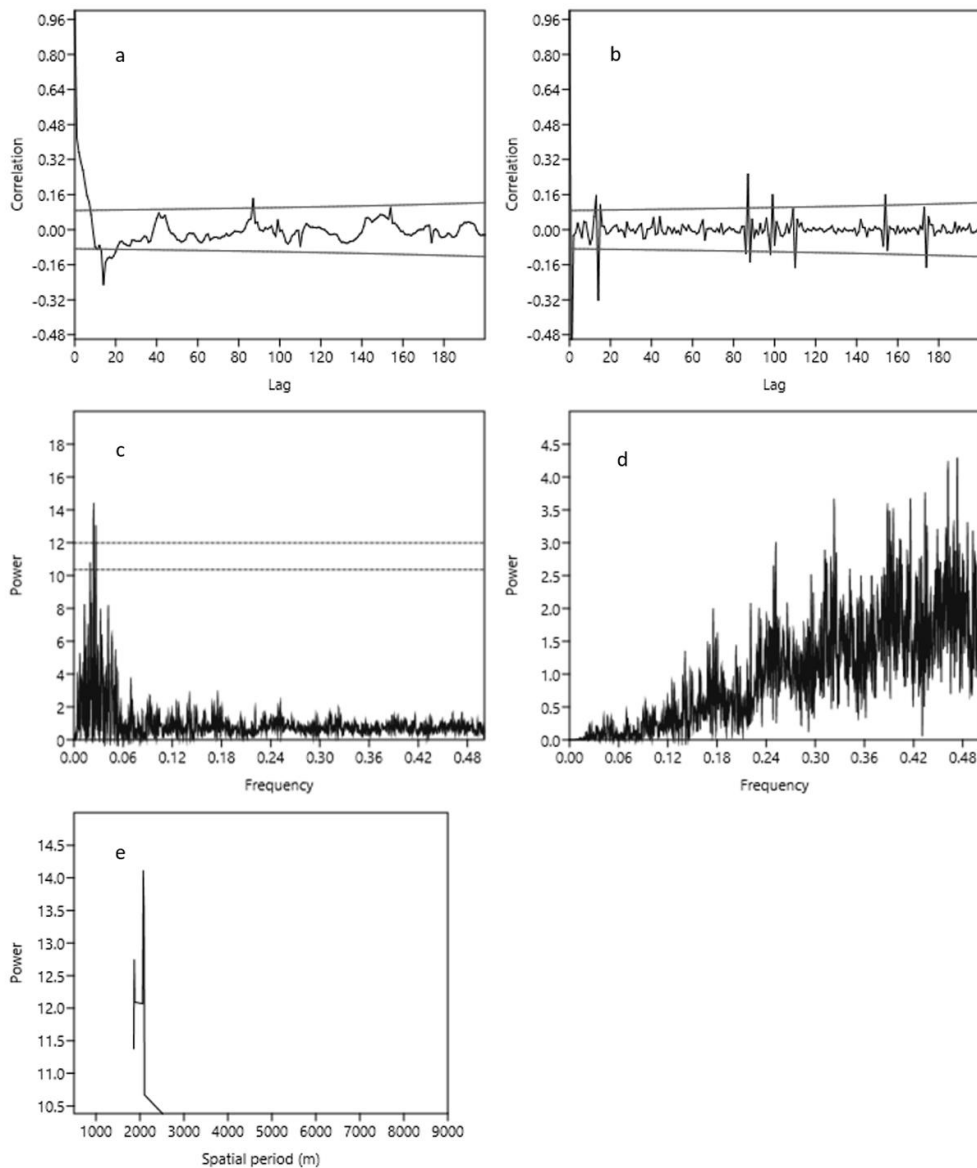 a
0.96
0.80
0.64
0.48
0.32
0.16
0.00
-0.16
-0.32
-0.48
Correlation
0 20 40 60 80 100 120 140 160 180
Lag
b
0.96
0.80
0.64
0.48
0.32
0.16
0.00
-0.16
-0.32
-0.48
Correlation
0 20 40 60 80 100 120 140 160 180
Lag
c
18
16
14
12
10
8
6
4
2
0
Power
0.00 0.06 0.12 0.18 0.24 0.30 0.36 0.42 0.48
Frequency
d
4.5
4.0
3.5
3.0
2.5
2.0
1.5
1.0
0.5
0.0
Power
0.00 0.06 0.12 0.18 0.24 0.30 0.36 0.42 0.48
Frequency
e
14.5
14.0
13.5
13.0
12.5
12.0
11.5
11.0
10.5
Power
1000 2000 3000 4000 5000 6000 7000 8000 9000
Spatial period (m)